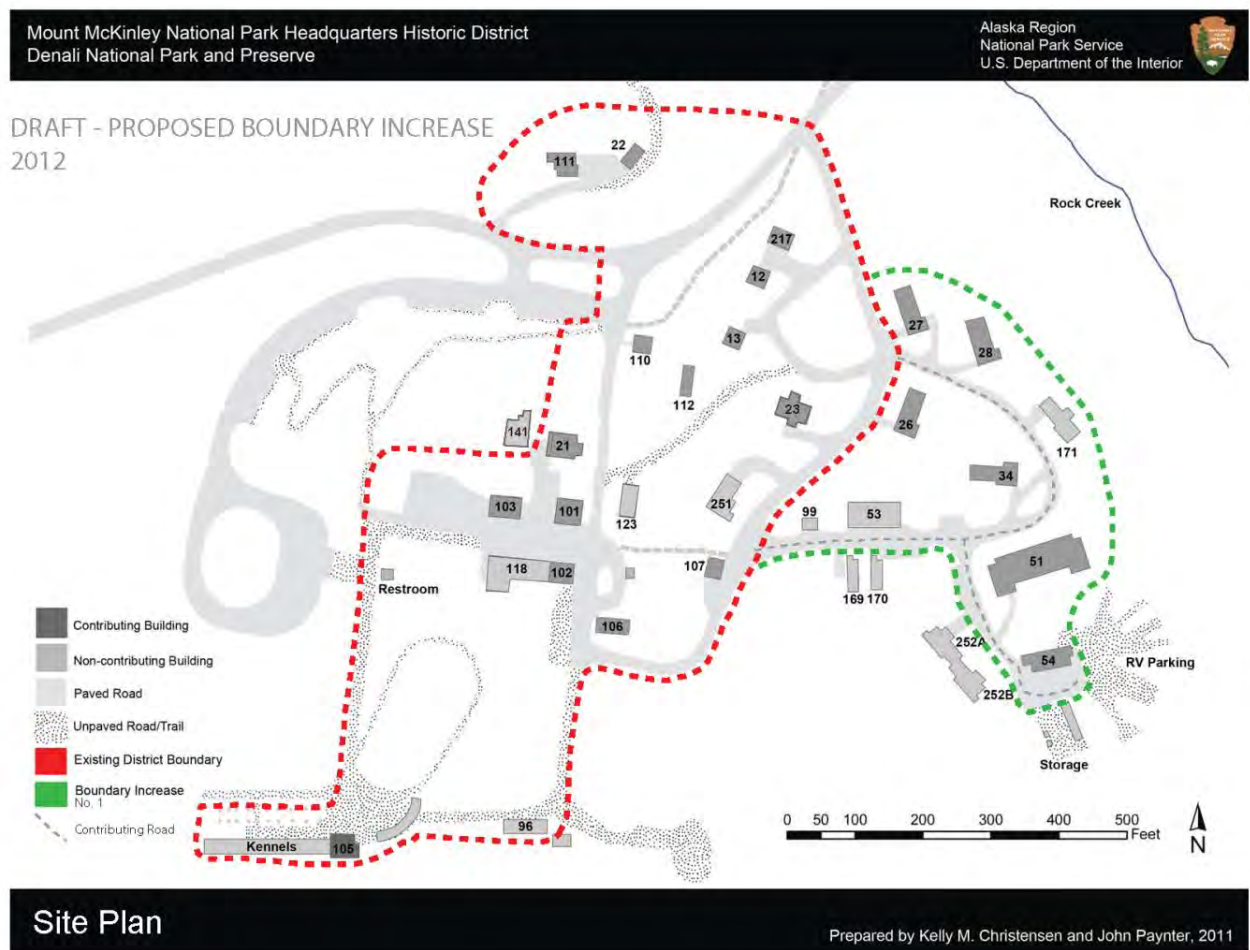 Mount McKinley National Park Headquarters Historic District
Denali National Park and Preserve
Alaska Region
National Park Service
U.S. Department of the Interior
DRAFT - PROPOSED BOUNDARY INCREASE
2012
22
111
Rock Creek
217
12
27
13
28
110
112
23
26
141
21
171
34
103
101
123
251
99
53
118
102
107
51
Restroom
169
170
106
252A
54
RV Parking
252B
Storage
Contributing Building
Non-contributing Building
Paved Road
Unpaved Road/Trail
Existing District Boundary
Boundary Increase
No. 1
Contributing Road
96
Kennels
105
0 50 100 200 300 400 500
Feet
N
Site Plan
Prepared by Kelly M. Christensen and John Paynter, 2011